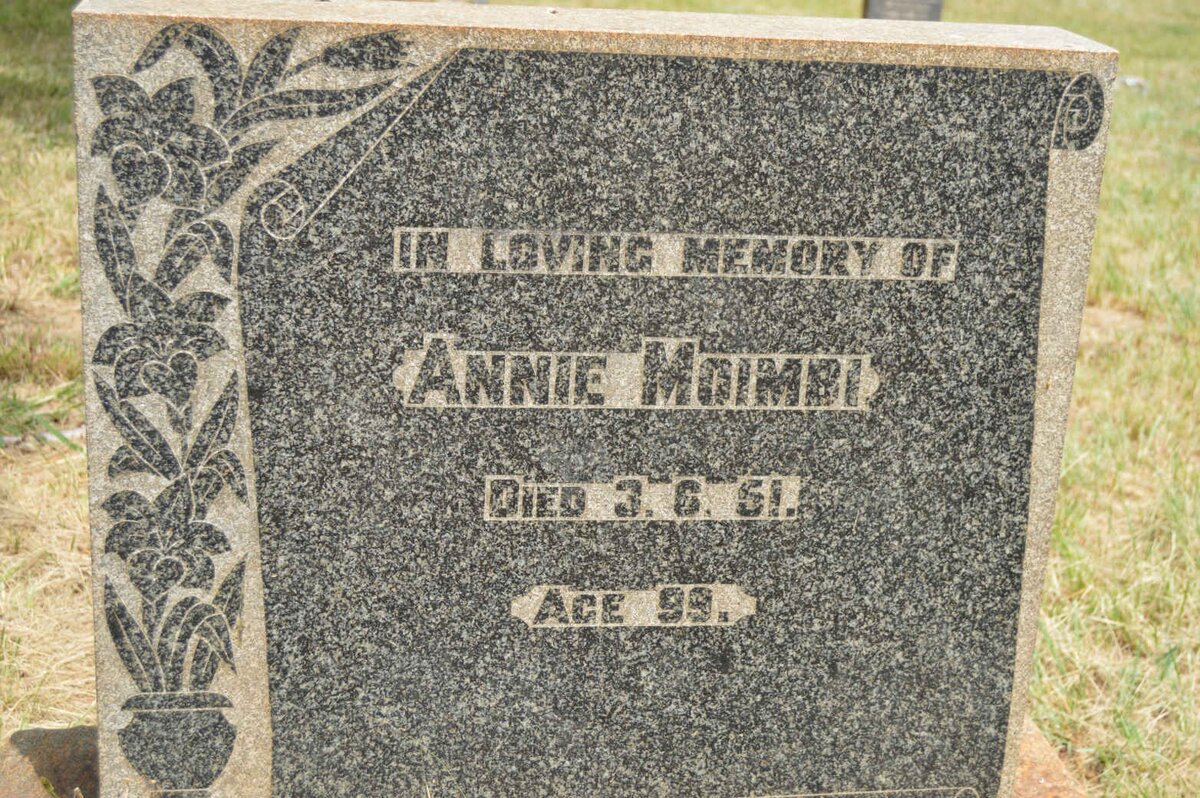 IN LOVING MEMORY OF
ANNIE MOIMBI
DIED 3. 6. 51.
AGE 99.